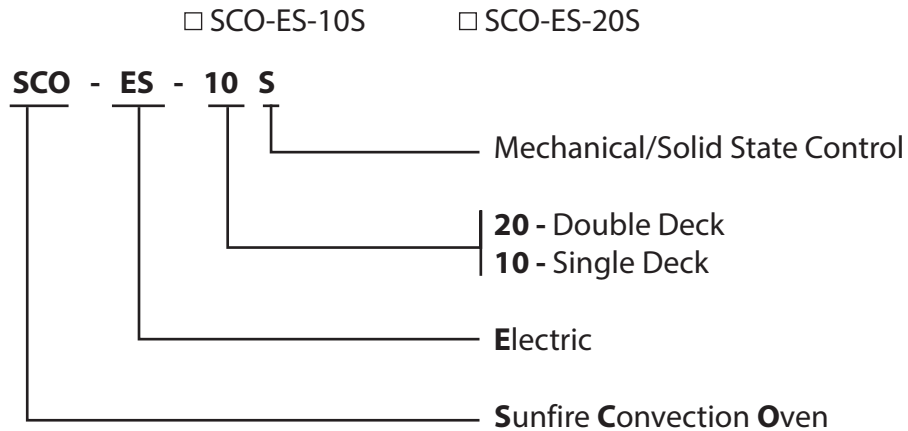 □ SCO-ES-10S □ SCO-ES-20S
SCO - ES - 10 S
Mechanical/Solid State Control
20 - Double Deck
10 - Single Deck
Electric
Sunfire Convection Oven